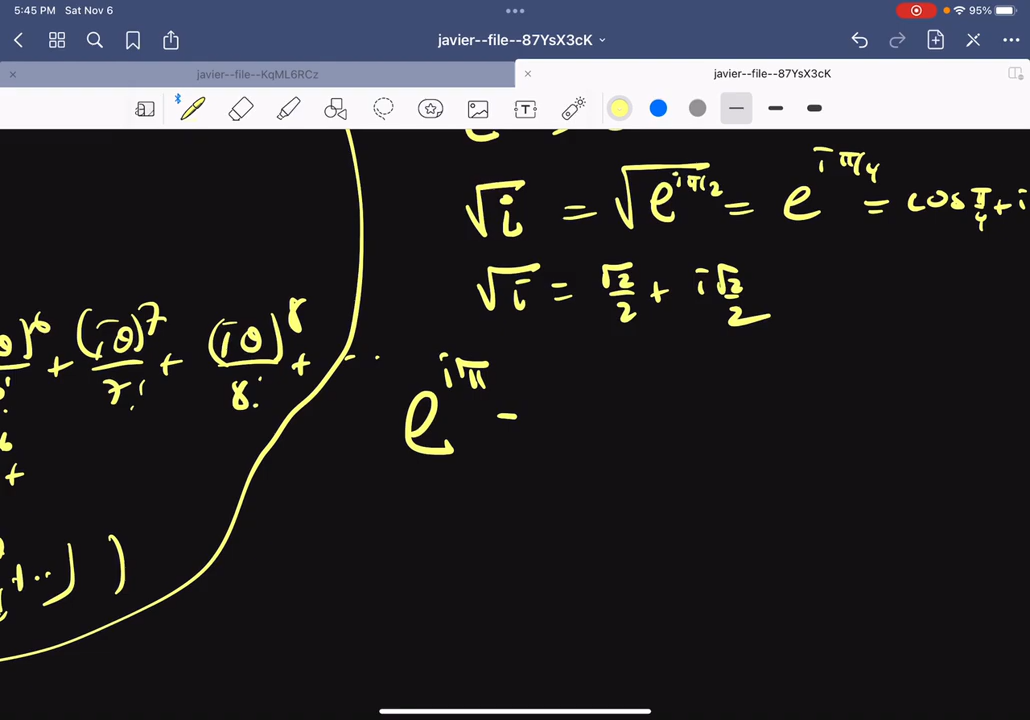 5:45 PM Sat Nov 6
95%
javier--file--87YsX3cK
javier--file--KqML6RCz
javier--file--87YsX3cK
T
√i = √e^{iπ/2} = e^{iπ/4} = cos π/4 + i
√i = √2/2 + i √2/2
+ (iθ)^7/7! + (iθ)^8/8! + ...
e^{iπ} -
+
+..) )